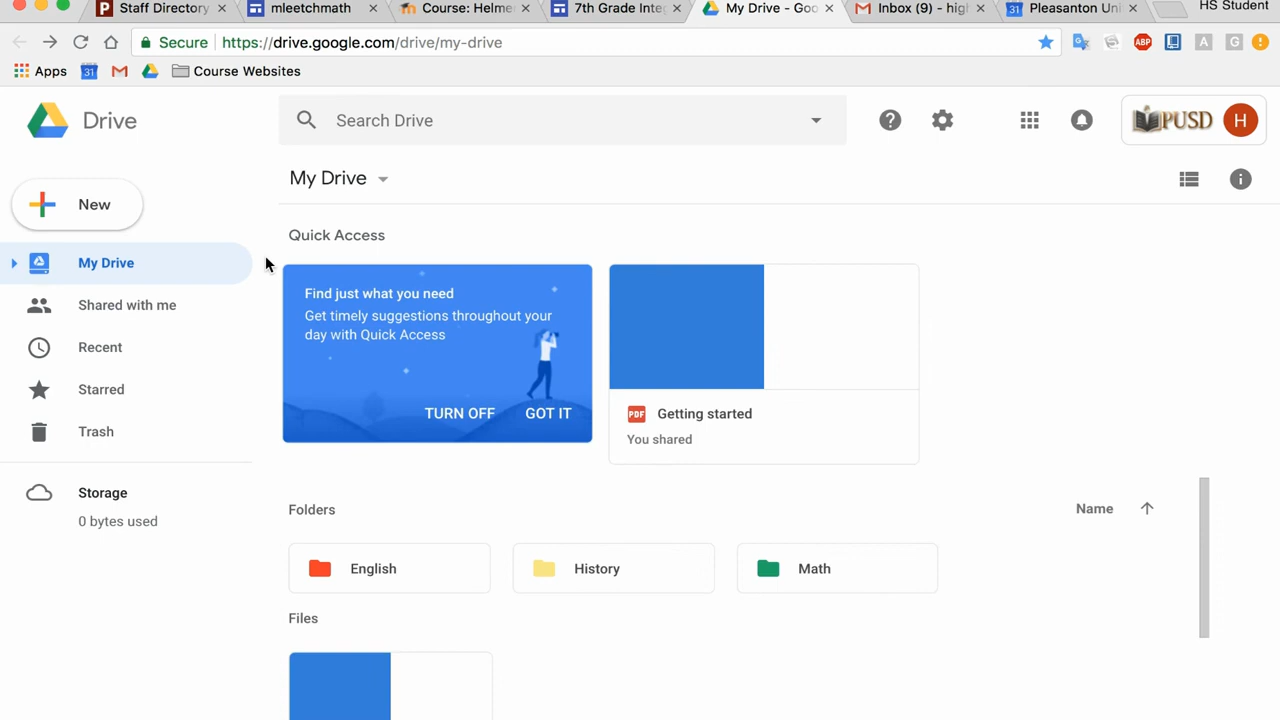 Staff Directory
mleetchmath
Course: Helme
7th Grade Inte
My Drive - Goo
Inbox (9) - high
Pleasanton Uni
HS Student
Secure
https://drive.google.com/drive/my-drive
ABP
A
G
Apps
31
Course Websites
Drive
Search Drive
PUSD
H
My Drive
New
Quick Access
My Drive
Shared with me
Recent
Starred
Trash
Storage
0 bytes used
Find just what you need
Get timely suggestions throughout your
day with Quick Access
TURN OFF GOT IT
PDF Getting started
You shared
Folders
Name
English
History
Math
Files